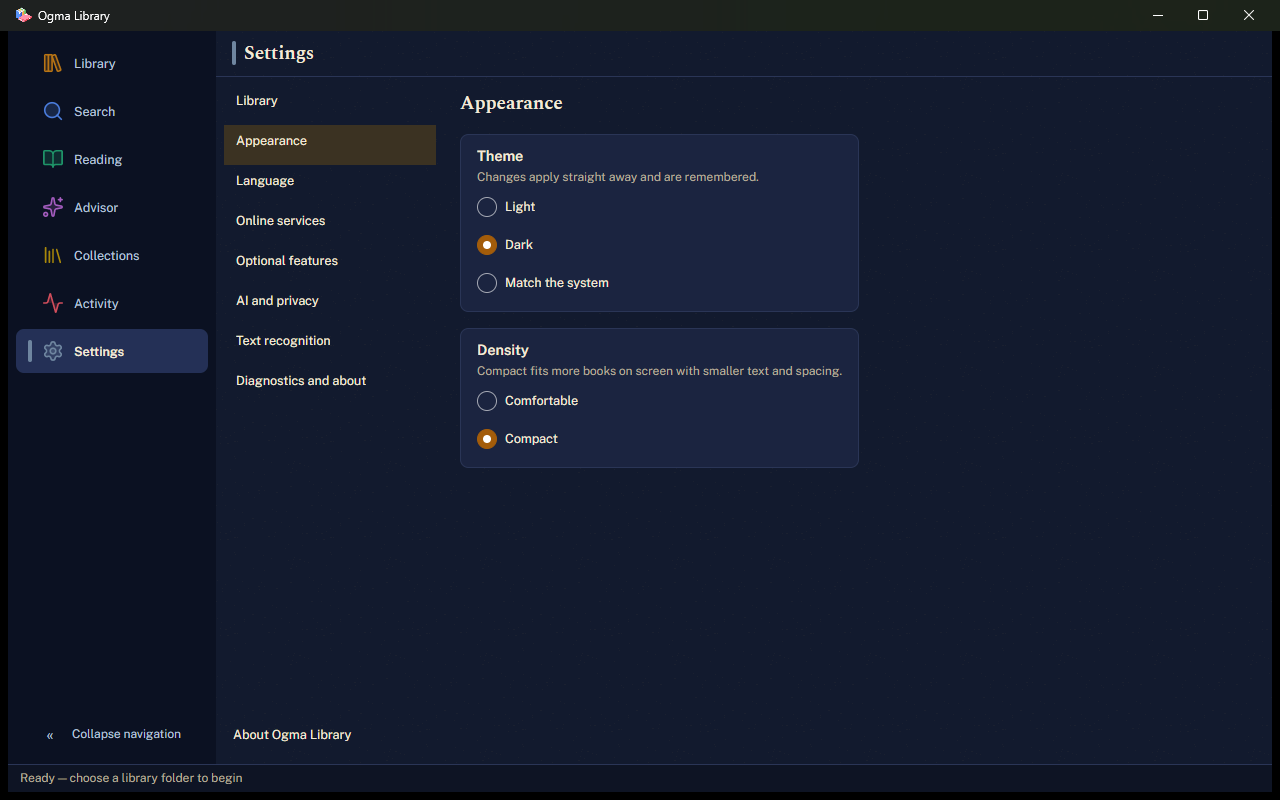 Ogma Library
Library
Search
Reading
Advisor
Collections
Activity
Settings
« Collapse navigation
Settings
Library
Appearance
Language
Online services
Optional features
AI and privacy
Text recognition
Diagnostics and about
About Ogma Library
Appearance
Theme
Changes apply straight away and are remembered.
Light
Dark
Match the system
Density
Compact fits more books on screen with smaller text and spacing.
Comfortable
Compact
Ready — choose a library folder to begin